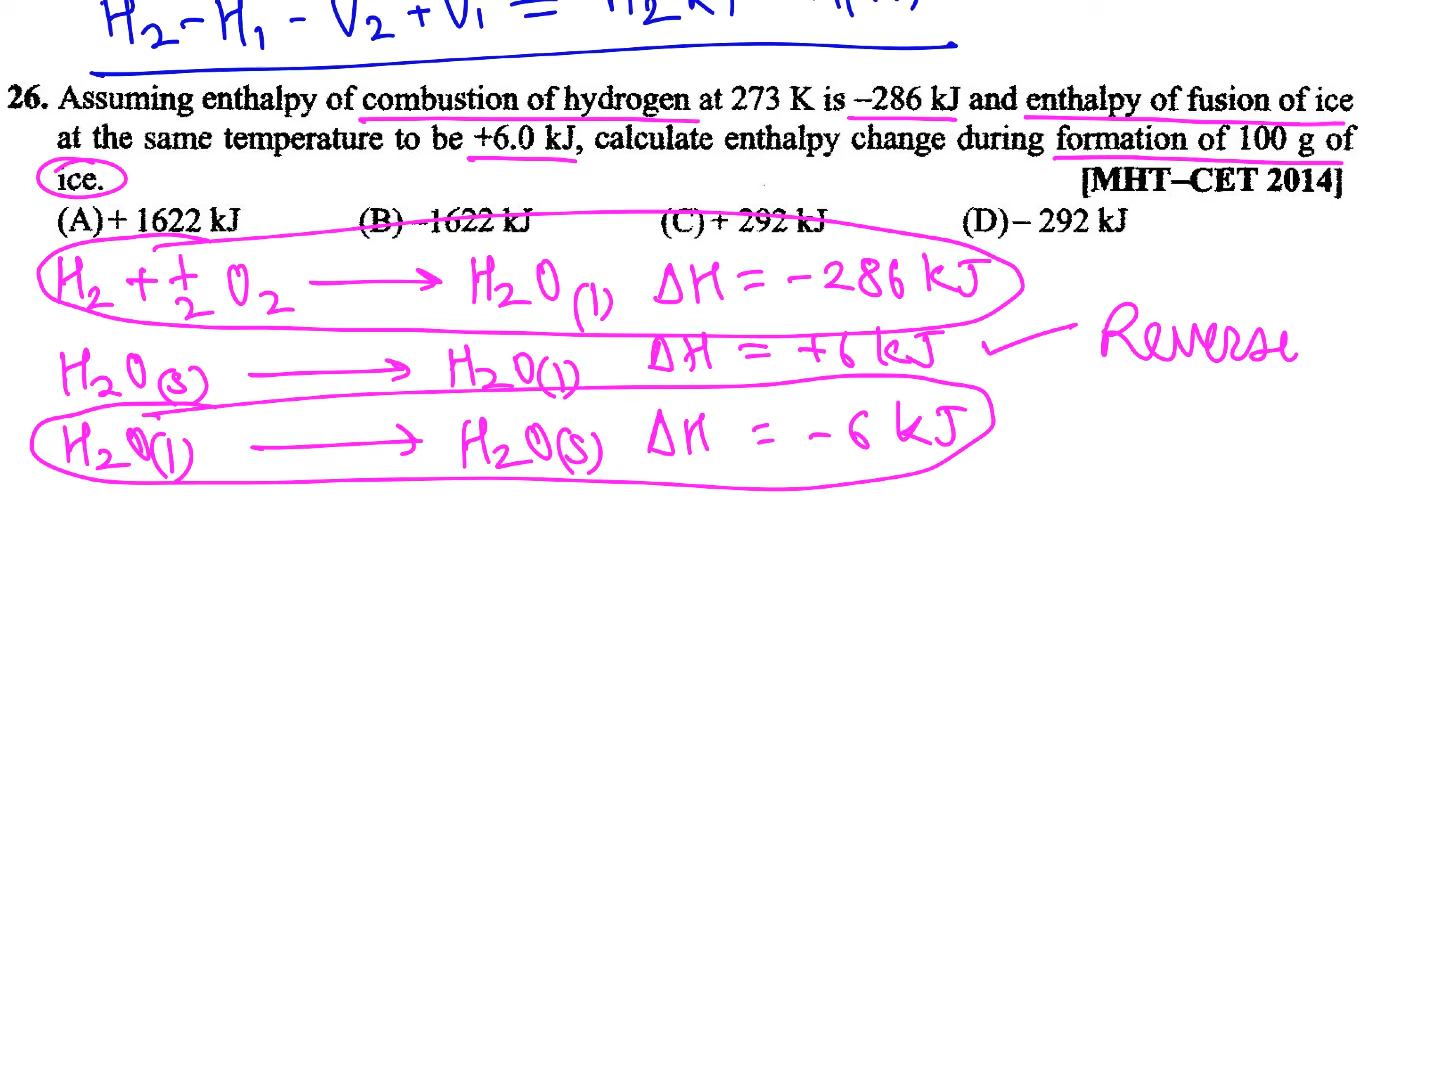 H₂-H₁ - V₂ + V₁ =
26. Assuming enthalpy of combustion of hydrogen at 273 K is –286 kJ and enthalpy of fusion of ice
at the same temperature to be +6.0 kJ, calculate enthalpy change during formation of 100 g of
ice. [MHT–CET 2014]
(A)+ 1622 kJ (B) –1622 kJ (C) + 292 kJ (D)– 292 kJ
H₂ + ½ O₂ ⟶ H₂O(l) ΔH = -286 kJ
H₂O(s) ⟶ H₂O(l) ΔH = +6 kJ ✓ Reverse
H₂O(l) ⟶ H₂O(s) ΔH = -6 kJ